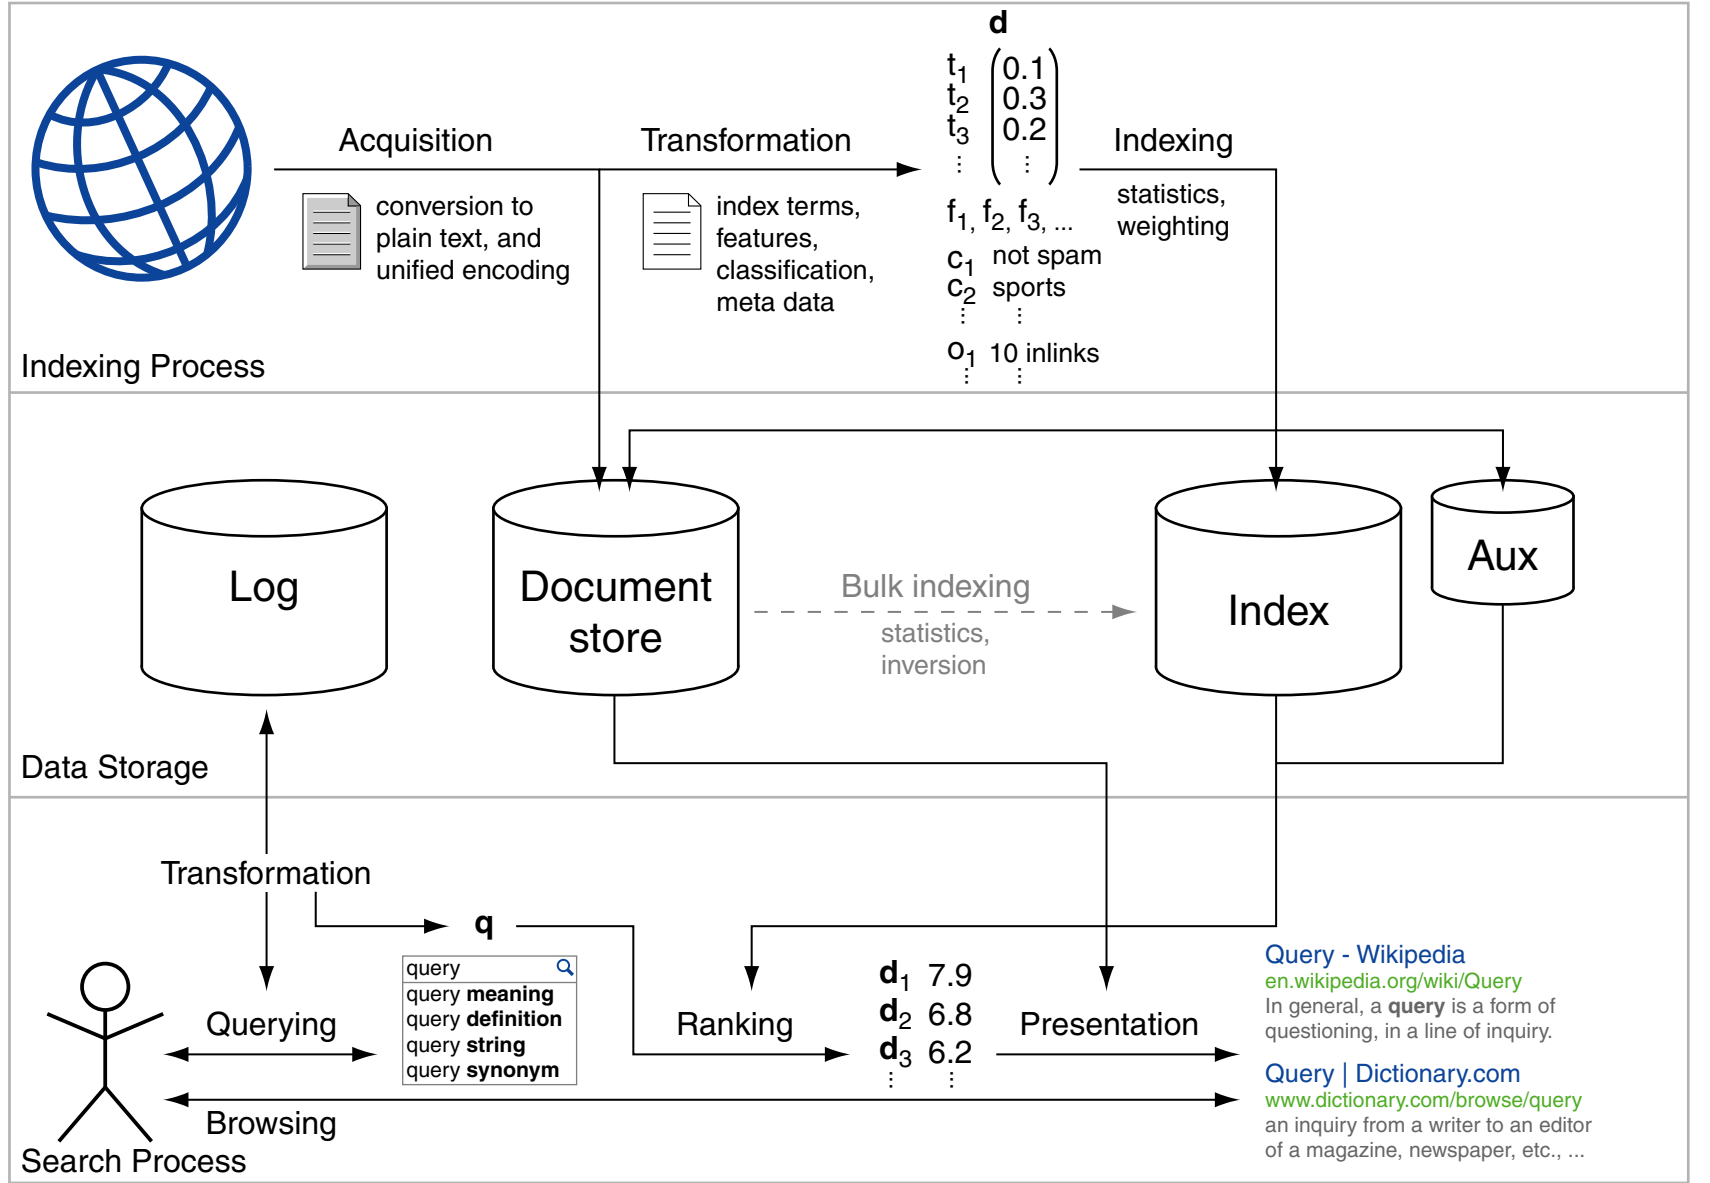 d
t1 0.1
t2 0.3
t3 0.2
⋮ ⋮
Acquisition
Transformation
Indexing
conversion to
plain text, and
unified encoding
index terms,
features,
classification,
meta data
f1, f2, f3, ...
c1 not spam
c2 sports
⋮ ⋮
o1 10 inlinks
⋮ ⋮
statistics,
weighting
Indexing Process
Log
Document
store
Bulk indexing
statistics,
inversion
Index
Aux
Data Storage
Transformation
q
query
query meaning
query definition
query string
query synonym
Querying
Ranking
d1 7.9
d2 6.8
d3 6.2
⋮ ⋮
Presentation
Query - Wikipedia
en.wikipedia.org/wiki/Query
In general, a query is a form of
questioning, in a line of inquiry.
Query | Dictionary.com
www.dictionary.com/browse/query
an inquiry from a writer to an editor
of a magazine, newspaper, etc., ...
Browsing
Search Process